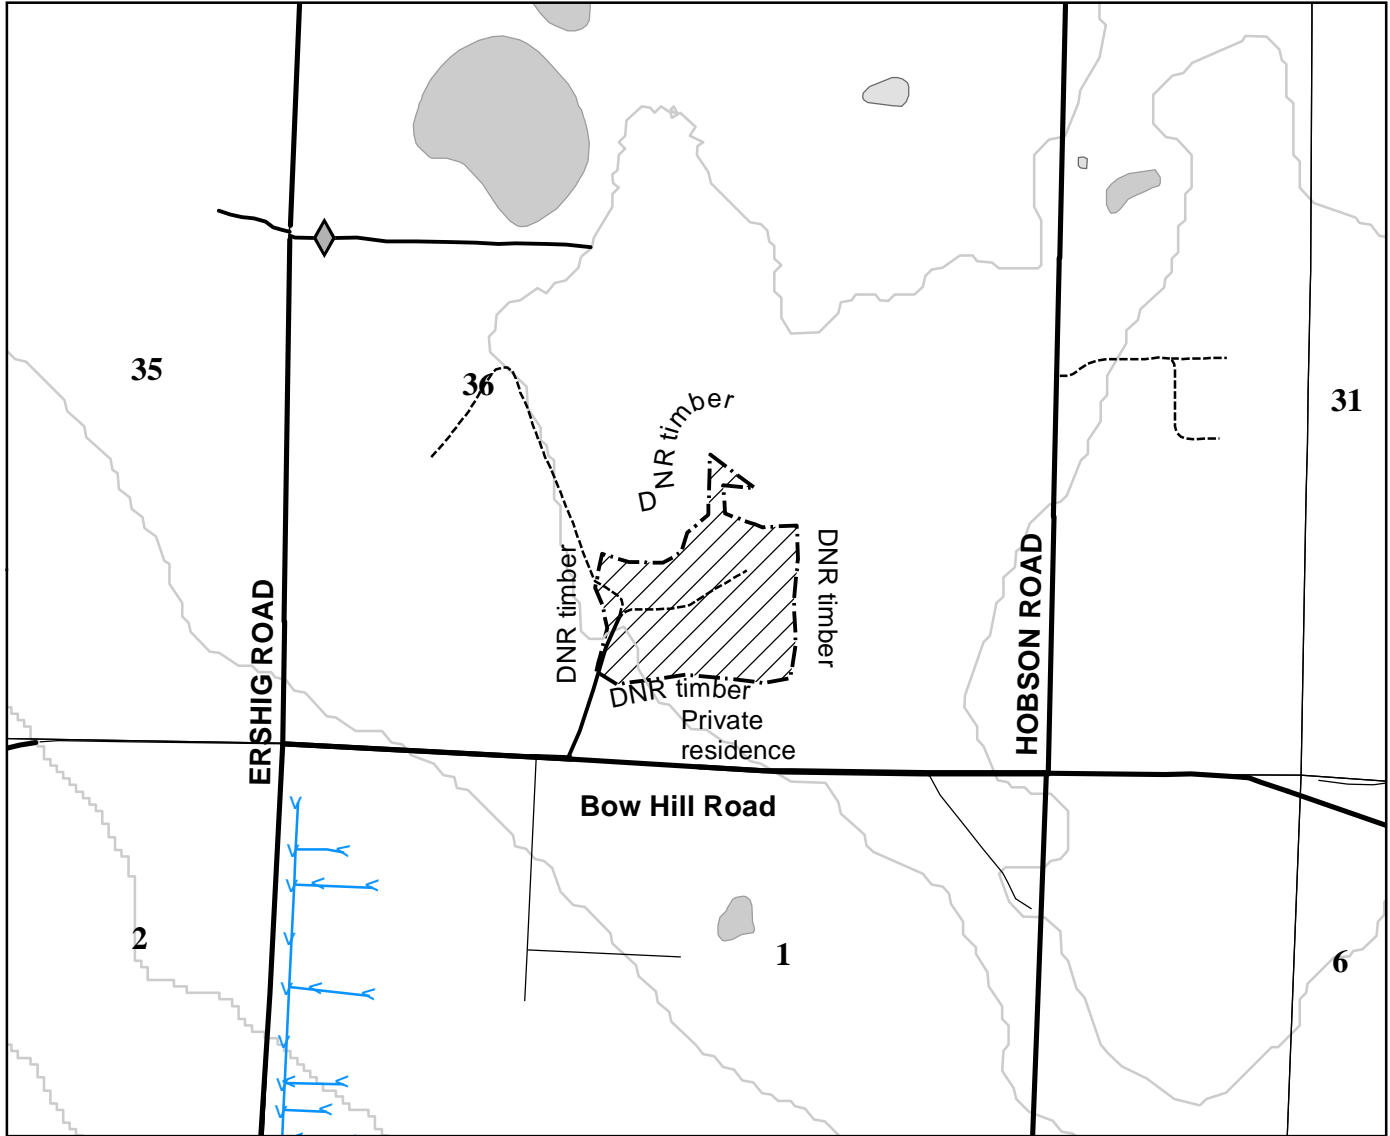 35
36
31
DNR timber
DNR timber
DNR timber
DNR timber
Private
residence
ERSHIG ROAD
HOBSON ROAD
Bow Hill Road
2
1
6